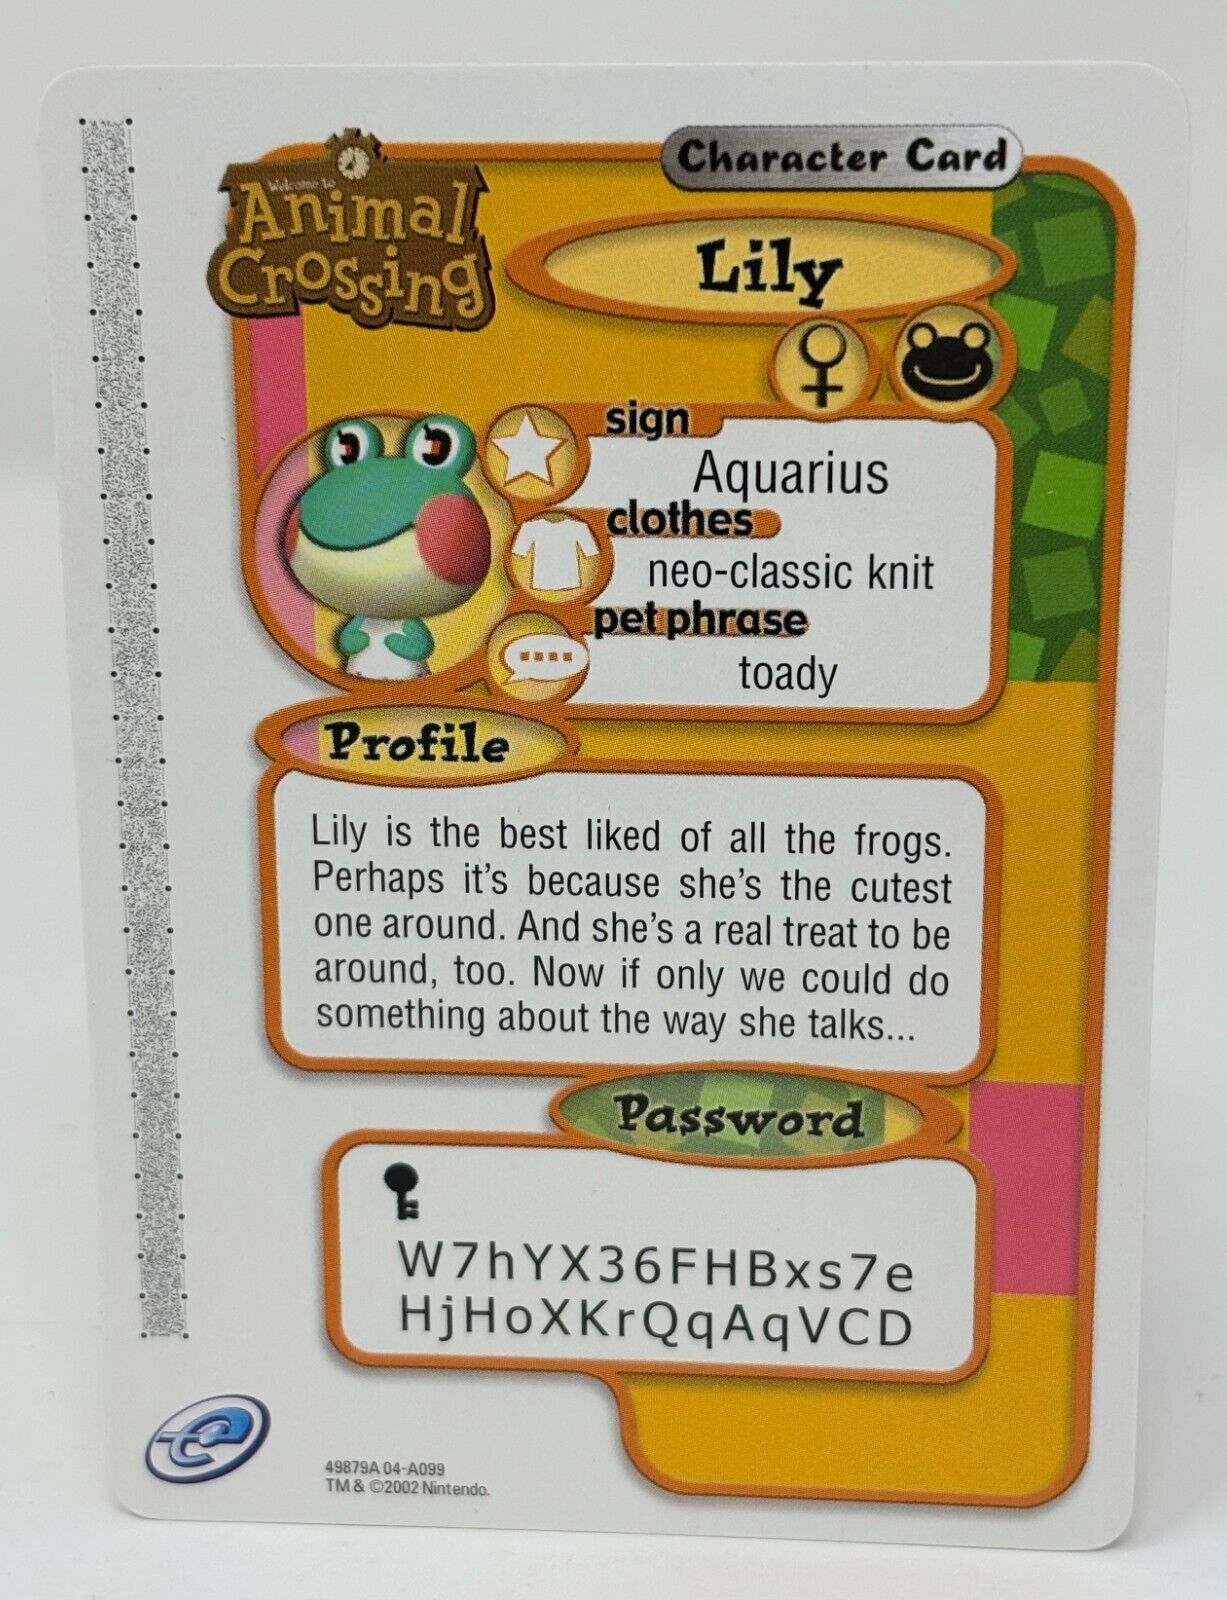 Character Card
Welcome to
Animal
Crossing
Lily
sign
Aquarius
clothes
neo-classic knit
pet phrase
toady
Profile
Lily is the best liked of all the frogs.
Perhaps it's because she's the cutest
one around. And she's a real treat to be
around, too. Now if only we could do
something about the way she talks...
Password
W7hYX36FHBxs7e
HjHoXKrQqAqVCD
e
49879A 04-A099
TM & ©2002 Nintendo.